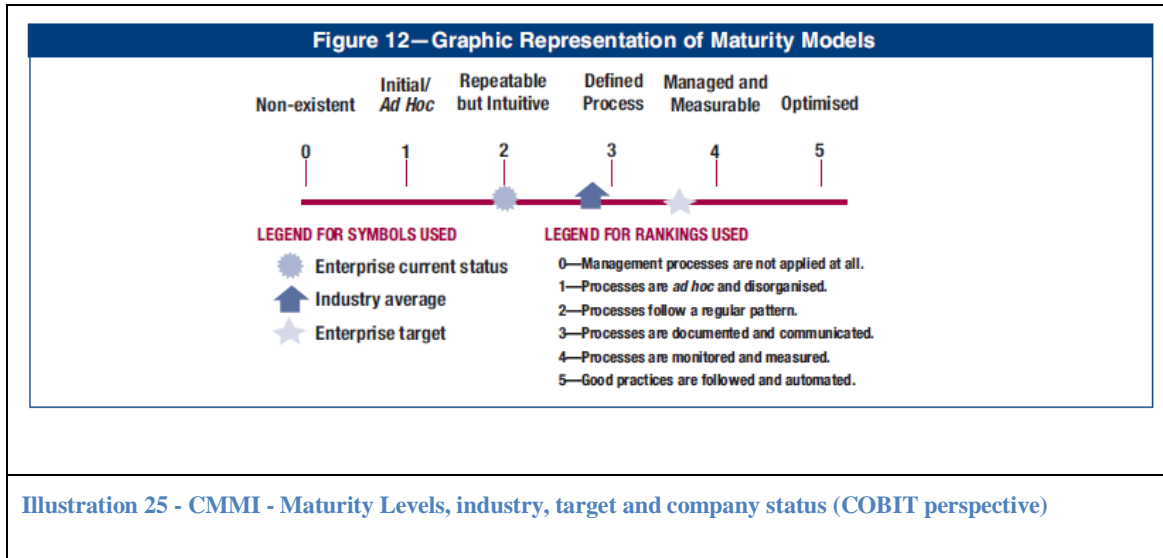 Figure 12—Graphic Representation of Maturity Models
Non-existent
Initial/
Ad Hoc
Repeatable
but Intuitive
Defined
Process
Managed and
Measurable
Optimised
0
1
2
3
4
5
LEGEND FOR SYMBOLS USED
Enterprise current status
Industry average
Enterprise target
LEGEND FOR RANKINGS USED
0—Management processes are not applied at all.
1—Processes are ad hoc and disorganised.
2—Processes follow a regular pattern.
3—Processes are documented and communicated.
4—Processes are monitored and measured.
5—Good practices are followed and automated.
Illustration 25 - CMMI - Maturity Levels, industry, target and company status (COBIT perspective)